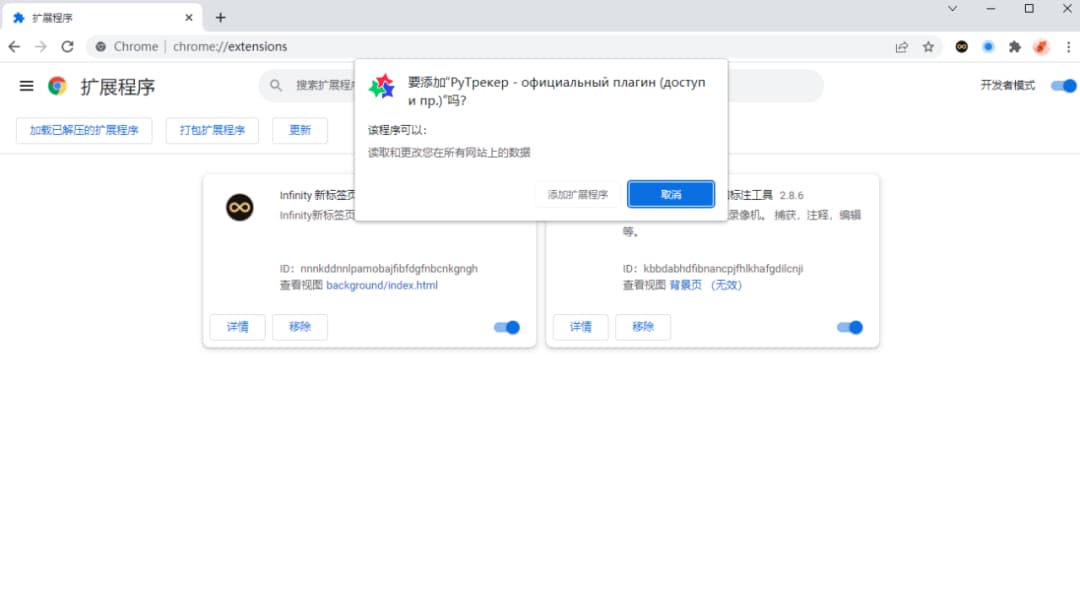 扩展程序
Chrome | chrome://extensions
扩展程序
搜索扩展程
开发者模式
加载已解压的扩展程序
打包扩展程序
更新
要添加“РуТрекер - официальный плагин (доступ
и пр.)”吗?
该程序可以:
读取和更改您在所有网站上的数据
添加扩展程序
取消
Infinity 新标签页
Infinity新标签页
ID: nnnkddnnlpamobajfibfdgfnbcnkgngh
查看视图 background/index.html
详情
移除
标注工具 2.8.6
录像机。 捕获，注释，编辑
等。
ID: kbbdabhdfibnancpjfhlkhafgdilcnji
查看视图 背景页 （无效）
详情
移除